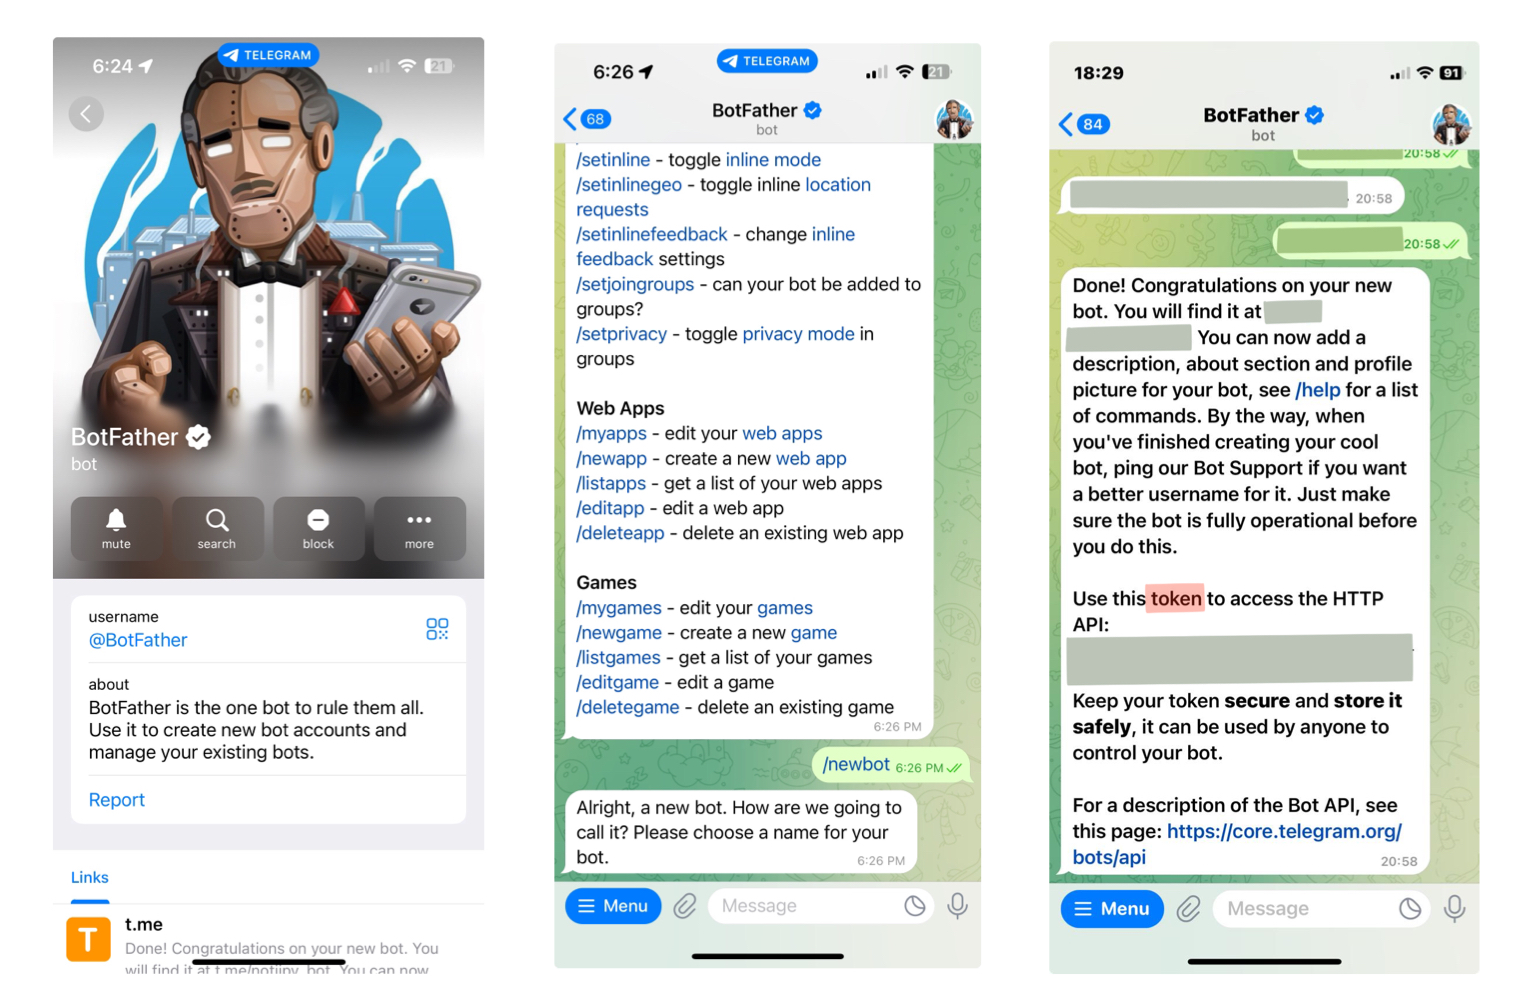 6:24
TELEGRAM
21
BotFather
bot
mute
search
block
more
username
@BotFather
about
BotFather is the one bot to rule them all.
Use it to create new bot accounts and
manage your existing bots.
Report
Links
T
t.me
Done! Congratulations on your new bot. You
will find it at t.me/notiipy_bot. You can now
6:26
TELEGRAM
21
68
BotFather
bot
/setinline - toggle inline mode
/setinlinegeo - toggle inline location
requests
/setinlinefeedback - change inline
feedback settings
/setjoingroups - can your bot be added to
groups?
/setprivacy - toggle privacy mode in
groups
Web Apps
/myapps - edit your web apps
/newapp - create a new web app
/listapps - get a list of your web apps
/editapp - edit a web app
/deleteapp - delete an existing web app
Games
/mygames - edit your games
/newgame - create a new game
/listgames - get a list of your games
/editgame - edit a game
/deletegame - delete an existing game
6:26 PM
/newbot 6:26 PM
Alright, a new bot. How are we going to
call it? Please choose a name for your
bot.
6:26 PM
Menu
Message
18:29
91
84
BotFather
bot
20:58
20:58
20:58
Done! Congratulations on your new
bot. You will find it at
You can now add a
description, about section and profile
picture for your bot, see /help for a list
of commands. By the way, when
you've finished creating your cool
bot, ping our Bot Support if you want
a better username for it. Just make
sure the bot is fully operational before
you do this.
Use this token to access the HTTP
API:
Keep your token secure and store it
safely, it can be used by anyone to
control your bot.
For a description of the Bot API, see
this page: https://core.telegram.org/
bots/api
20:58
Menu
Message